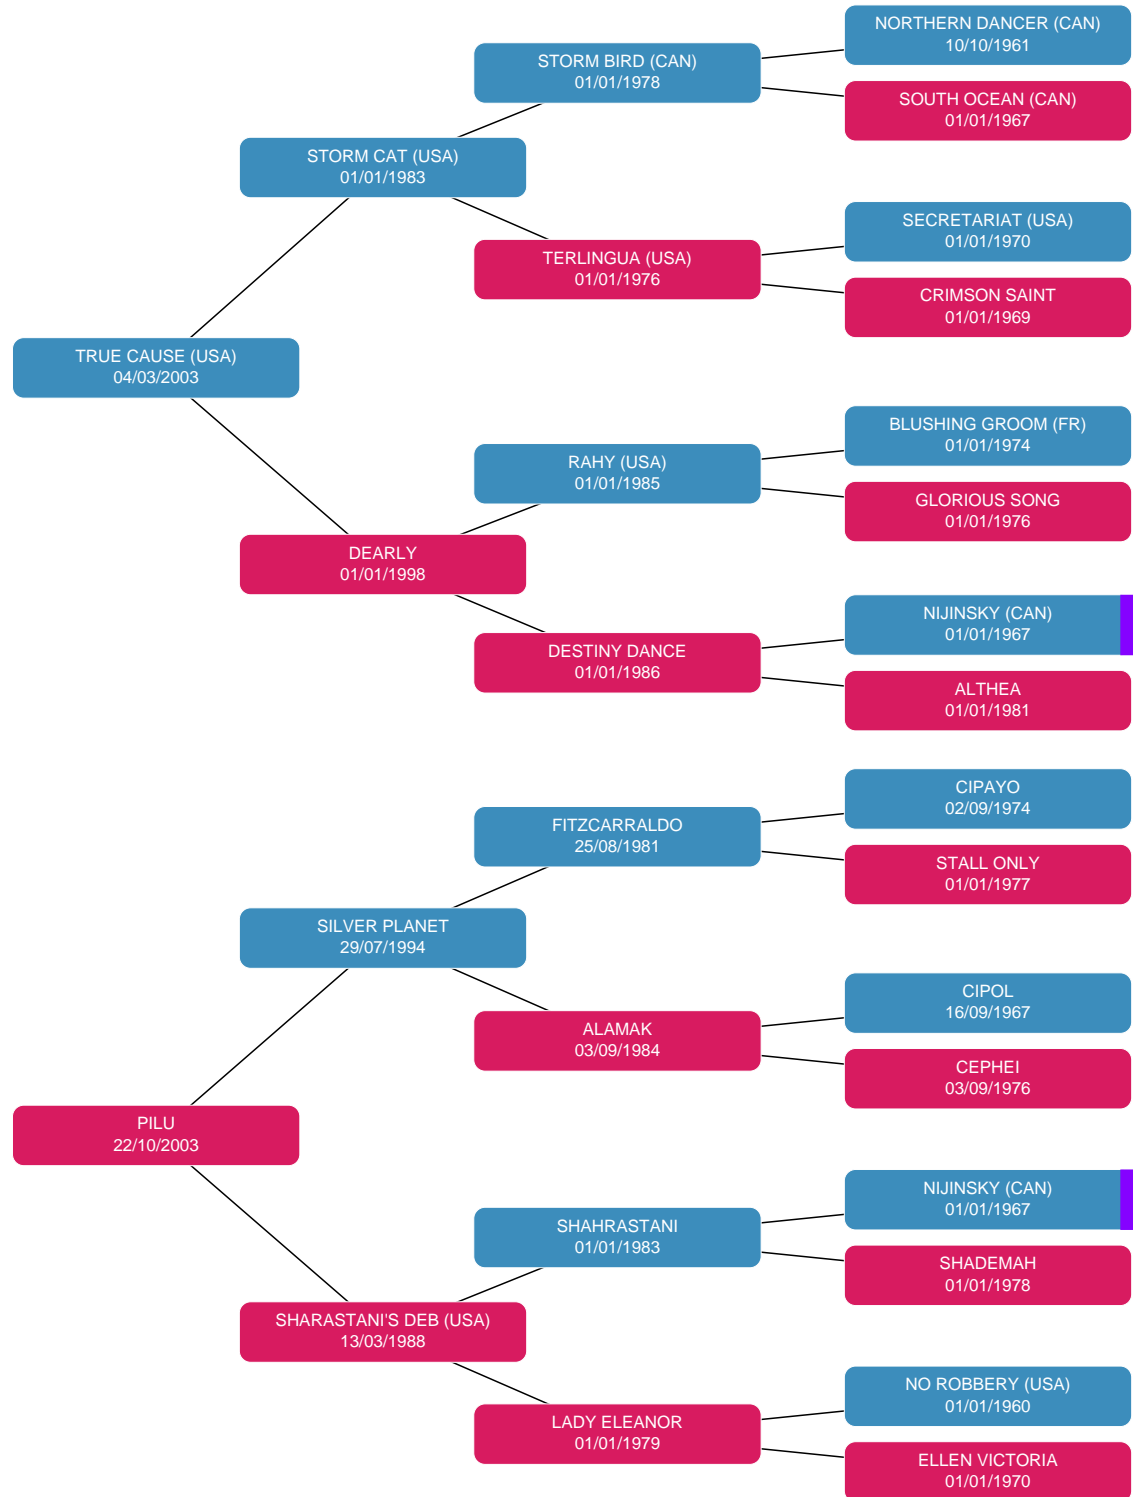 NORTHERN DANCER (CAN)
10/10/1961
STORM BIRD (CAN)
01/01/1978
SOUTH OCEAN (CAN)
01/01/1967
STORM CAT (USA)
01/01/1983
SECRETARIAT (USA)
01/01/1970
TERLINGUA (USA)
01/01/1976
CRIMSON SAINT
01/01/1969
TRUE CAUSE (USA)
04/03/2003
BLUSHING GROOM (FR)
01/01/1974
RAHY (USA)
01/01/1985
GLORIOUS SONG
01/01/1976
DEARLY
01/01/1998
NIJINSKY (CAN)
01/01/1967
DESTINY DANCE
01/01/1986
ALTHEA
01/01/1981
CIPAYO
02/09/1974
FITZCARRALDO
25/08/1981
STALL ONLY
01/01/1977
SILVER PLANET
29/07/1994
CIPOL
16/09/1967
ALAMAK
03/09/1984
CEPHEI
03/09/1976
PILU
22/10/2003
NIJINSKY (CAN)
01/01/1967
SHAHRASTANI
01/01/1983
SHADEMAH
01/01/1978
SHARASTANI'S DEB (USA)
13/03/1988
NO ROBBERY (USA)
01/01/1960
LADY ELEANOR
01/01/1979
ELLEN VICTORIA
01/01/1970